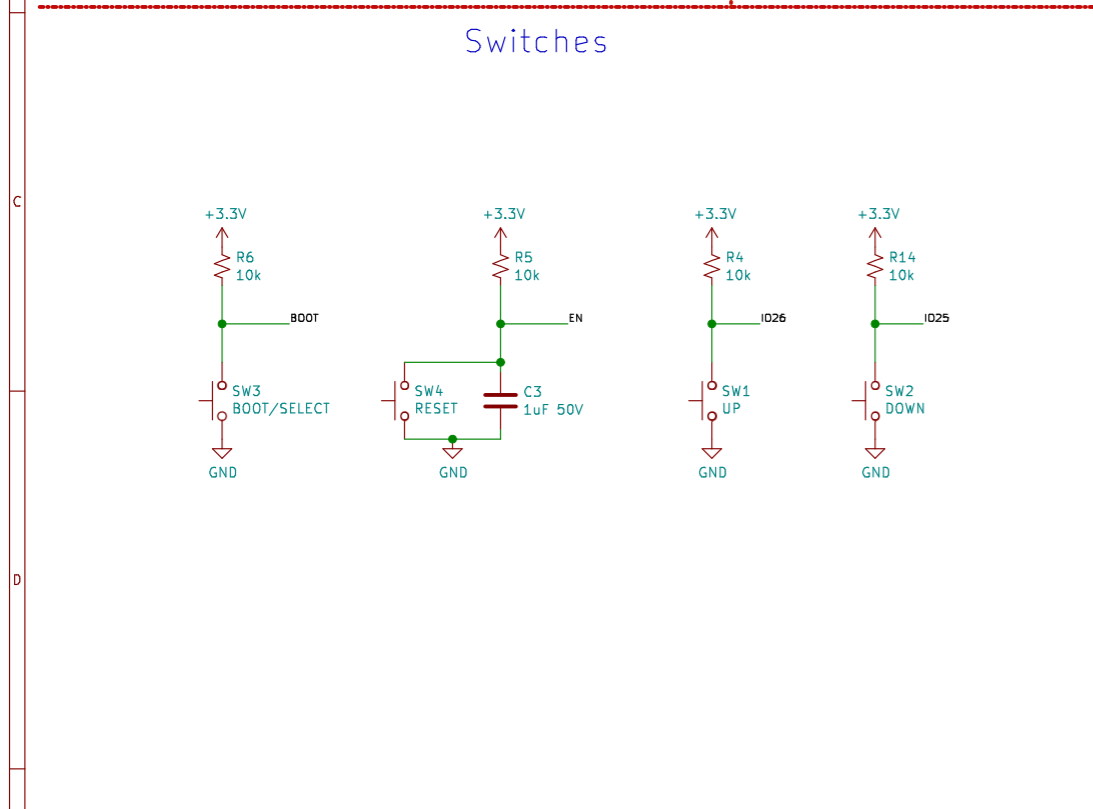 Switches
C
+3.3V
R6
10k
BOOT
SW3
BOOT/SELECT
GND
+3.3V
R5
10k
EN
SW4
RESET
C3
1uF 50V
GND
+3.3V
R4
10k
IO26
SW1
UP
GND
+3.3V
R14
10k
IO25
SW2
DOWN
GND
D